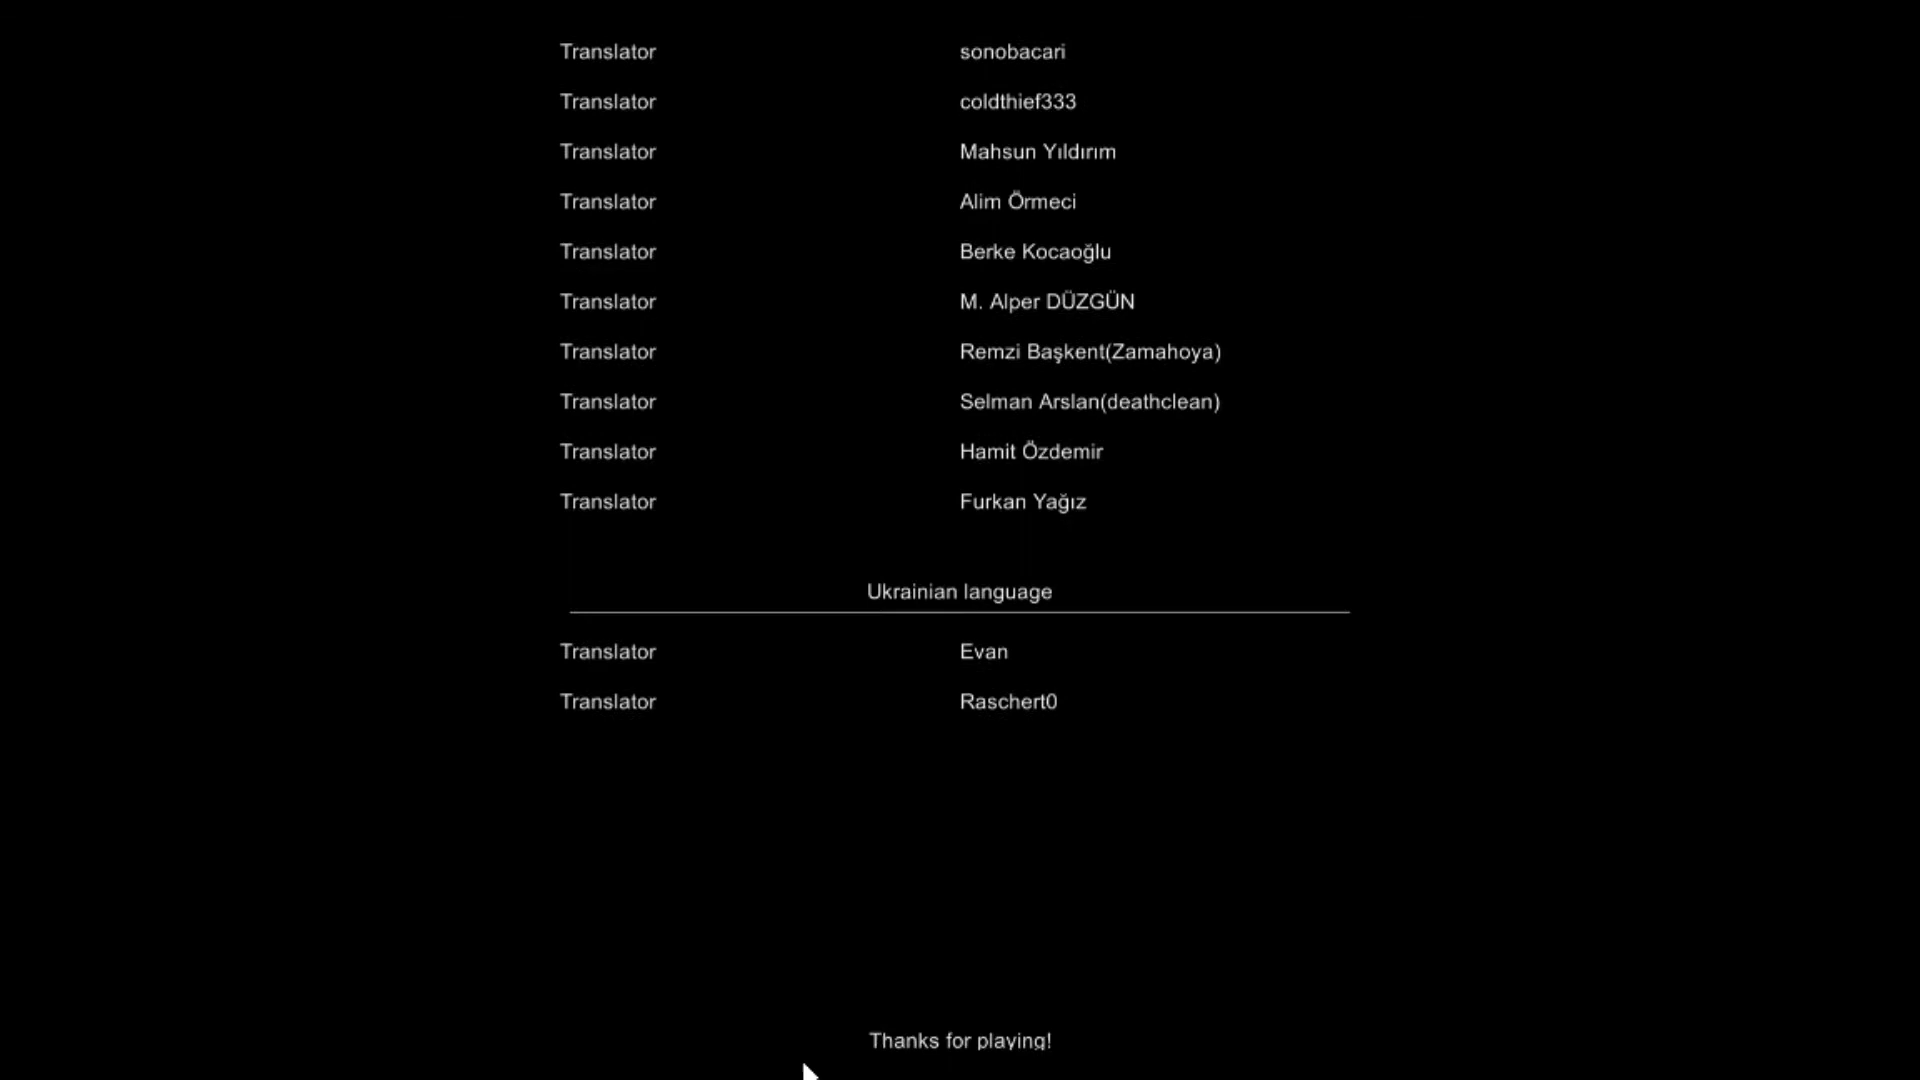 Translator sonobacari
Translator coldthief333
Translator Mahsun Yıldırım
Translator Alim Örmeci
Translator Berke Kocaoğlu
Translator M. Alper DÜZGÜN
Translator Remzi Başkent(Zamahoya)
Translator Selman Arslan(deathclean)
Translator Hamit Özdemir
Translator Furkan Yağız
Ukrainian language
Translator Evan
Translator Raschert0
Thanks for playing!